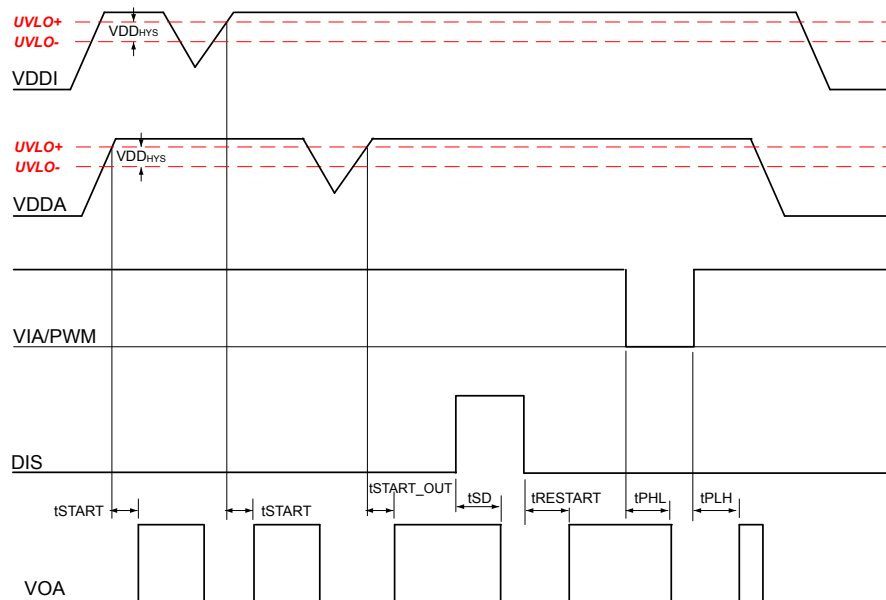 UVLO+
VDDHYS
UVLO-
VDDI
UVLO+
VDDHYS
UVLO-
VDDA
VIA/PWM
DIS
tSTART
tSTART
tSTART_OUT
tSD
tRESTART
tPHL
tPLH
VOA